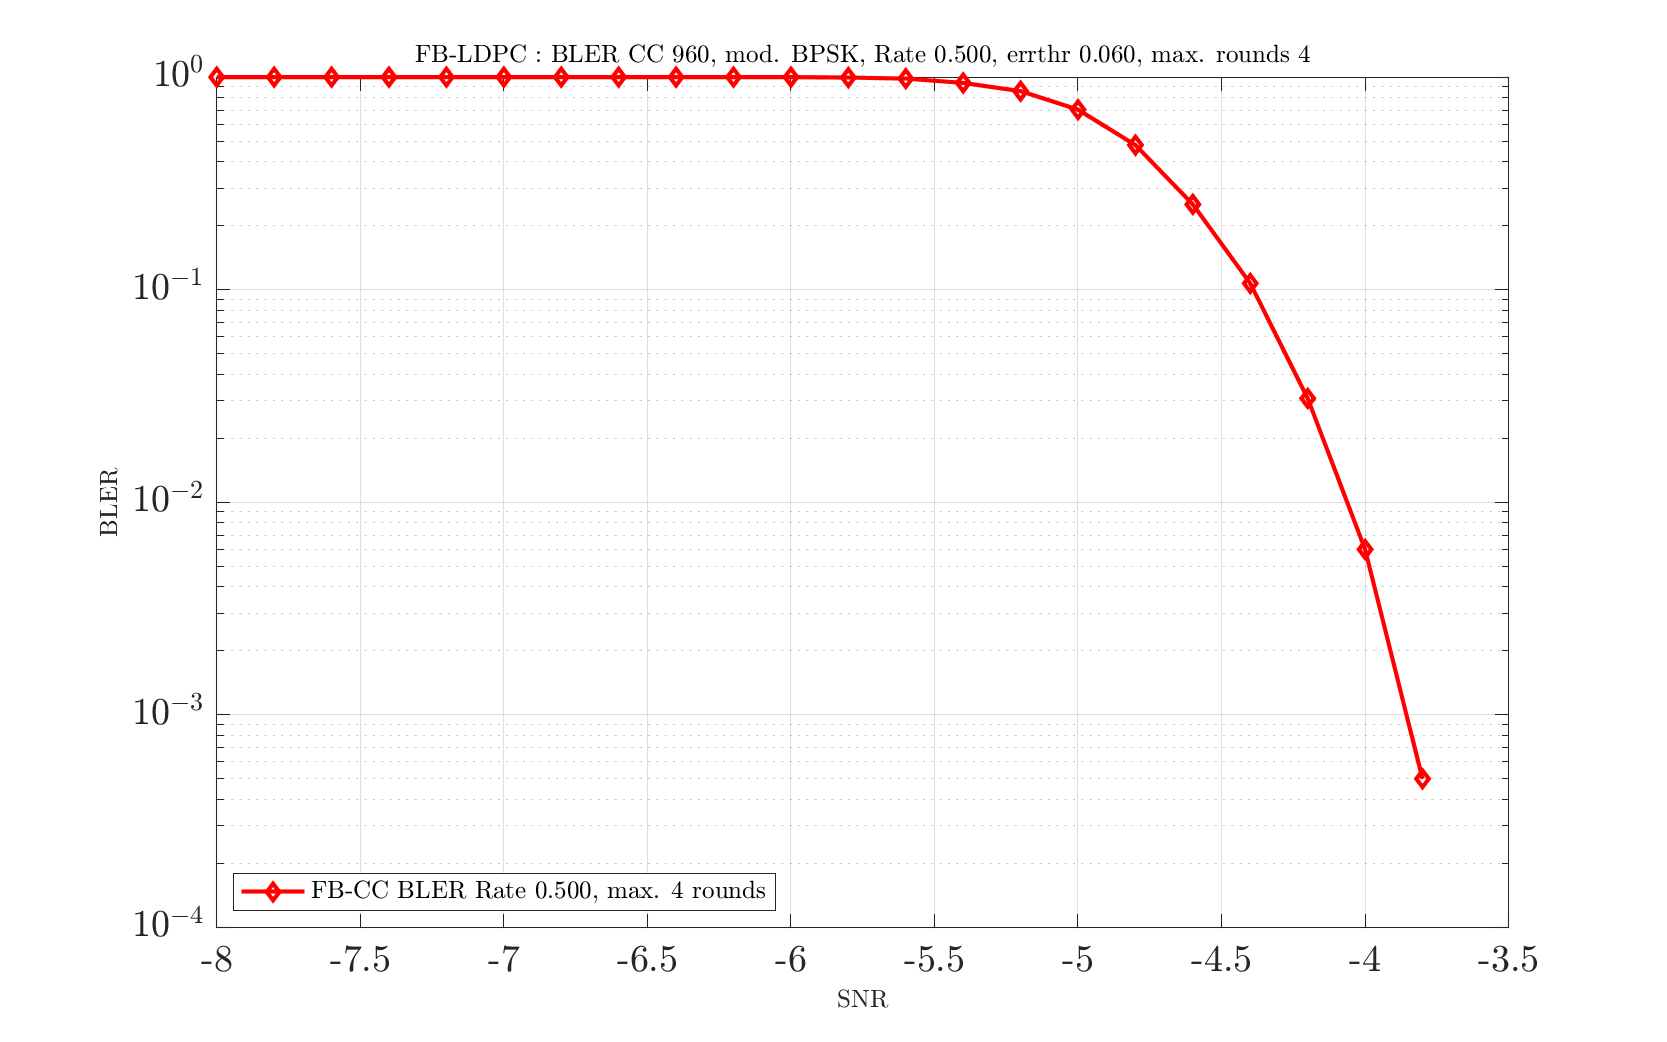 FB-LDPC : BLER CC 960, mod. BPSK, Rate 0.500, errthr 0.060, max. rounds 4
10^0
10^-1
10^-2
10^-3
10^-4
BLER
FB-CC BLER Rate 0.500, max. 4 rounds
-8 -7.5 -7 -6.5 -6 -5.5 -5 -4.5 -4 -3.5
SNR